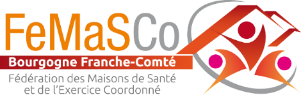 FeMaSCo
Bourgogne Franche-Comté
Fédération des Maisons de Santé
et de l'Exercice Coordonné